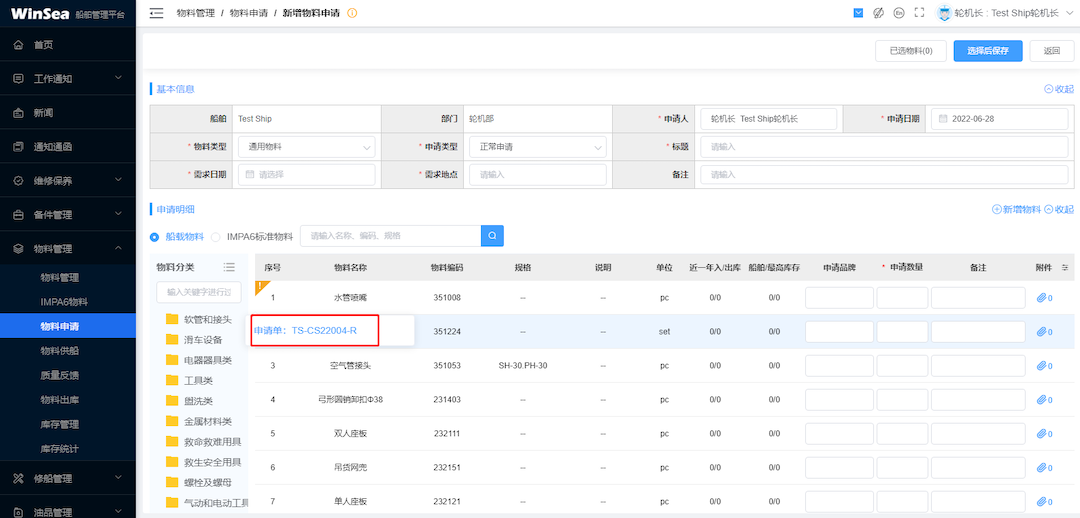 WinSea 船舶管理平台
首页
工作通知
新闻
通知通函
维修保养
备件管理
物料管理
物料管理
IMPA6物料
物料申请
物料供船
质量反馈
物料出库
库存管理
库存统计
修船管理
油品管理
物料管理 / 物料申请 / 新增物料申请
En 轮机长 : Test Ship轮机长
已选物料(0) 选择后保存 返回
基本信息 收起
船舶 Test Ship 部门 轮机部 * 申请人 轮机长 Test Ship轮机长 * 申请日期 2022-06-28
* 物料类型 通用物料 * 申请类型 正常申请 * 标题 请输入
* 需求日期 请选择 * 需求地点 请输入 备注 请输入
申请明细 新增物料 收起
船载物料 IMPA6标准物料 请输入名称、编码、规格
物料分类
输入关键字进行过
软管和接头
滑车设备
电器器具类
工具类
盥洗类
金属材料类
救命救难用具
救生安全用具
螺栓及螺母
气动和电动工具
序号 物料名称 物料编码 规格 说明 单位 近一年入/出库 船舶/最高库存 申请品牌 * 申请数量 备注 附件
1 水管喷嘴 351008 -- -- pc 0/0 0/0 0
申请单：TS-CS22004-R 351224 -- -- set 0/0 0/0 0
3 空气管接头 351053 SH-30.PH-30 -- pc 0/0 0/0 0
4 弓形圆销卸扣Φ38 231403 -- -- pc 0/0 0/0 0
5 双人座板 232111 -- -- pc 0/0 0/0 0
6 吊货网兜 232151 -- -- pc 0/0 0/0 0
7 单人座板 232121 -- -- pc 0/0 0/0 0